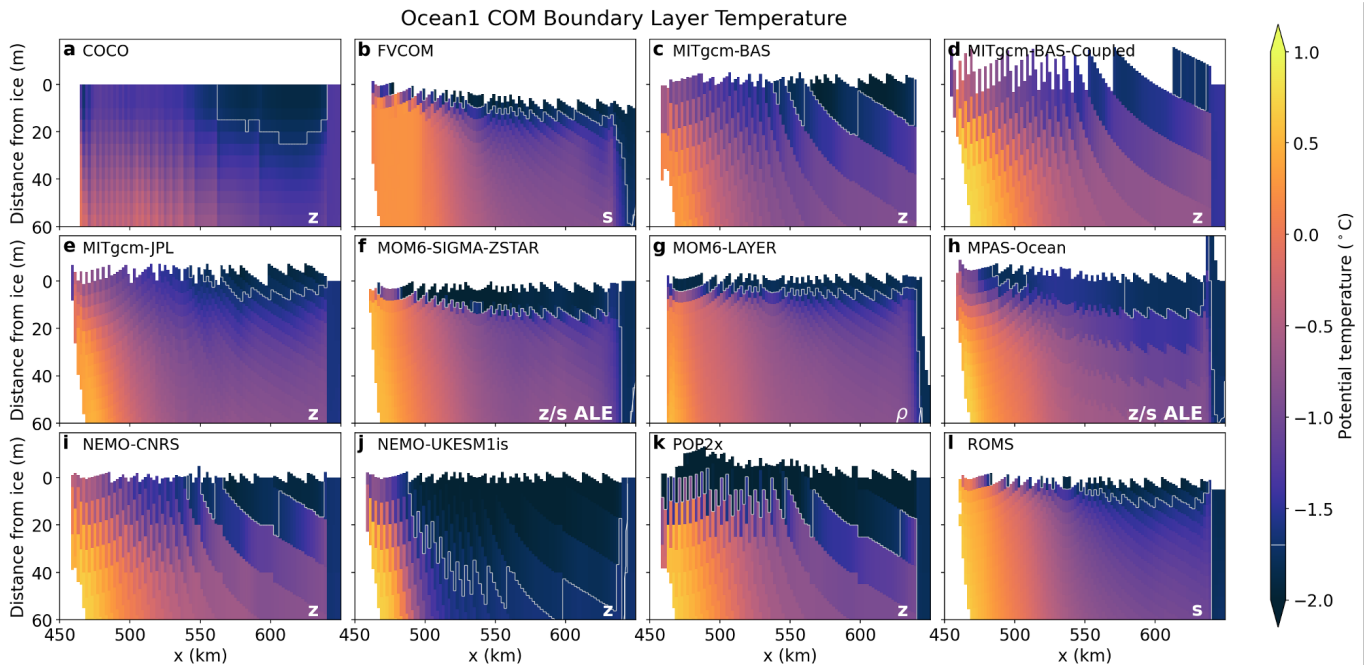 Ocean1 COM Boundary Layer Temperature
a COCO
b FVCOM
c MITgcm-BAS
d MITgcm-BAS-Coupled
Distance from ice (m)
0
20
40
60
z
s
z
z
e MITgcm-JPL
f MOM6-SIGMA-ZSTAR
g MOM6-LAYER
h MPAS-Ocean
Distance from ice (m)
0
20
40
60
z
z/s ALE
ρ
z/s ALE
i NEMO-CNRS
j NEMO-UKESM1is
k POP2x
l ROMS
Distance from ice (m)
0
20
40
60
z
z
z
s
450 500 550 600
450 500 550 600
450 500 550 600
450 500 550 600
x (km)
x (km)
x (km)
x (km)
1.0
0.5
0.0
−0.5
−1.0
−1.5
−2.0
Potential temperature (°C)